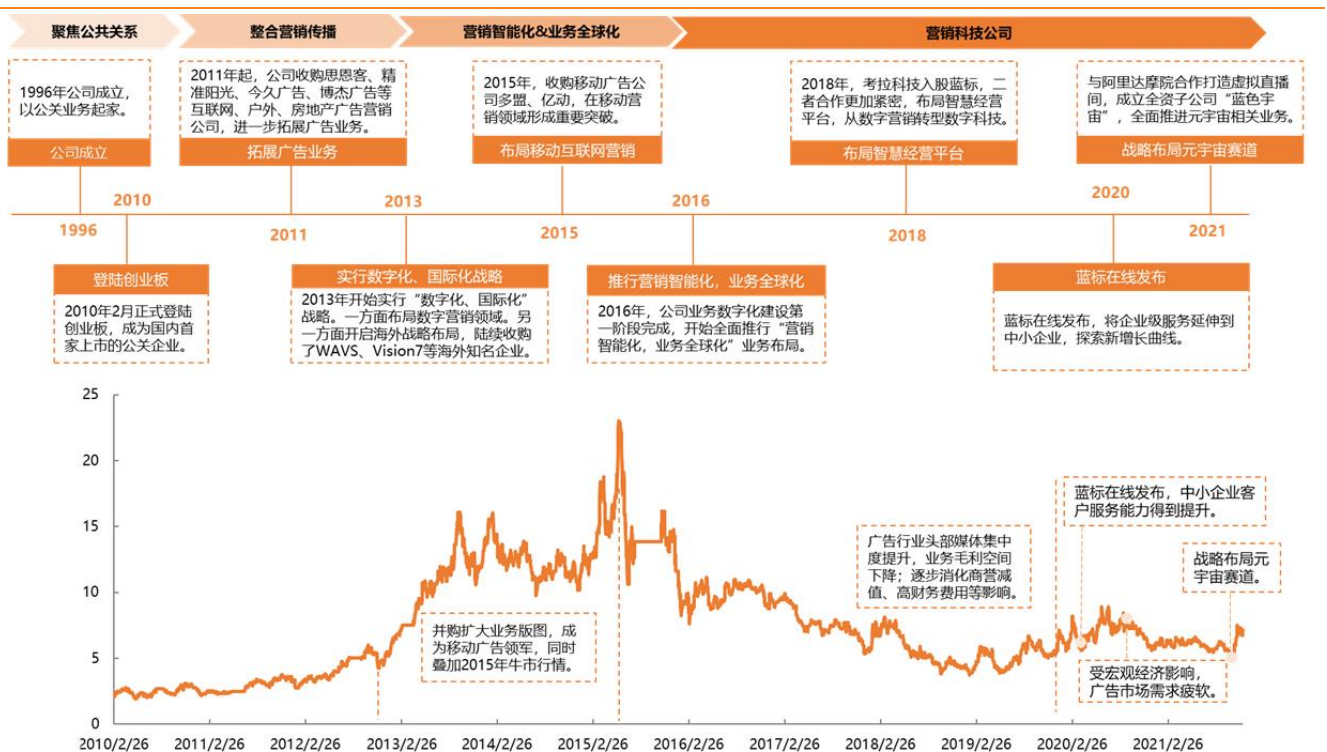 聚焦公共关系
整合营销传播
营销智能化&业务全球化
营销科技公司
1996年公司成立，
以公关业务起家。
公司成立
2011年起，公司收购思恩客、精
准阳光、今久广告、博杰广告等
互联网、户外、房地产广告营销
公司，进一步拓展广告业务。
拓展广告业务
2015年，收购移动广告公
司多盟、亿动，在移动营
销领域形成重要突破。
布局移动互联网营销
2018年，考拉科技入股蓝标，二
者合作更加紧密，布局智慧经营
平台，从数字营销转型数字科技。
布局智慧经营平台
与阿里达摩院合作打造虚拟直播
间，成立全资子公司“蓝色宇
宙”，全面推进元宇宙相关业务。
战略布局元宇宙赛道
2010
2013
2016
2020
1996
2011
2015
2018
2021
登陆创业板
2010年2月正式登陆
创业板，成为国内首
家上市的公关企业。
实行数字化、国际化战略
2013年开始实行“数字化、国际化”
战略。一方面布局数字营销领域。另
一方面开启海外战略布局，陆续收购
了WAVS、Vision7等海外知名企业。
推行营销智能化，业务全球化
2016年，公司业务数字化建设第
一阶段完成，开始全面推行“营销
智能化，业务全球化”业务布局。
蓝标在线发布
蓝标在线发布，将企业级服务延伸到
中小企业，探索新增长曲线。
25
20
15
10
5
0
并购扩大业务版图，成
为移动广告领军，同时
叠加2015年牛市行情。
广告行业头部媒体集中
度提升，业务毛利空间
下降；逐步消化商誉减
值、高财务费用等影响。
蓝标在线发布，中小企业客
户服务能力得到提升。
战略布局元
宇宙赛道。
受宏观经济影响，
广告市场需求疲软。
2010/2/26
2011/2/26
2012/2/26
2013/2/26
2014/2/26
2015/2/26
2016/2/26
2017/2/26
2018/2/26
2019/2/26
2020/2/26
2021/2/26